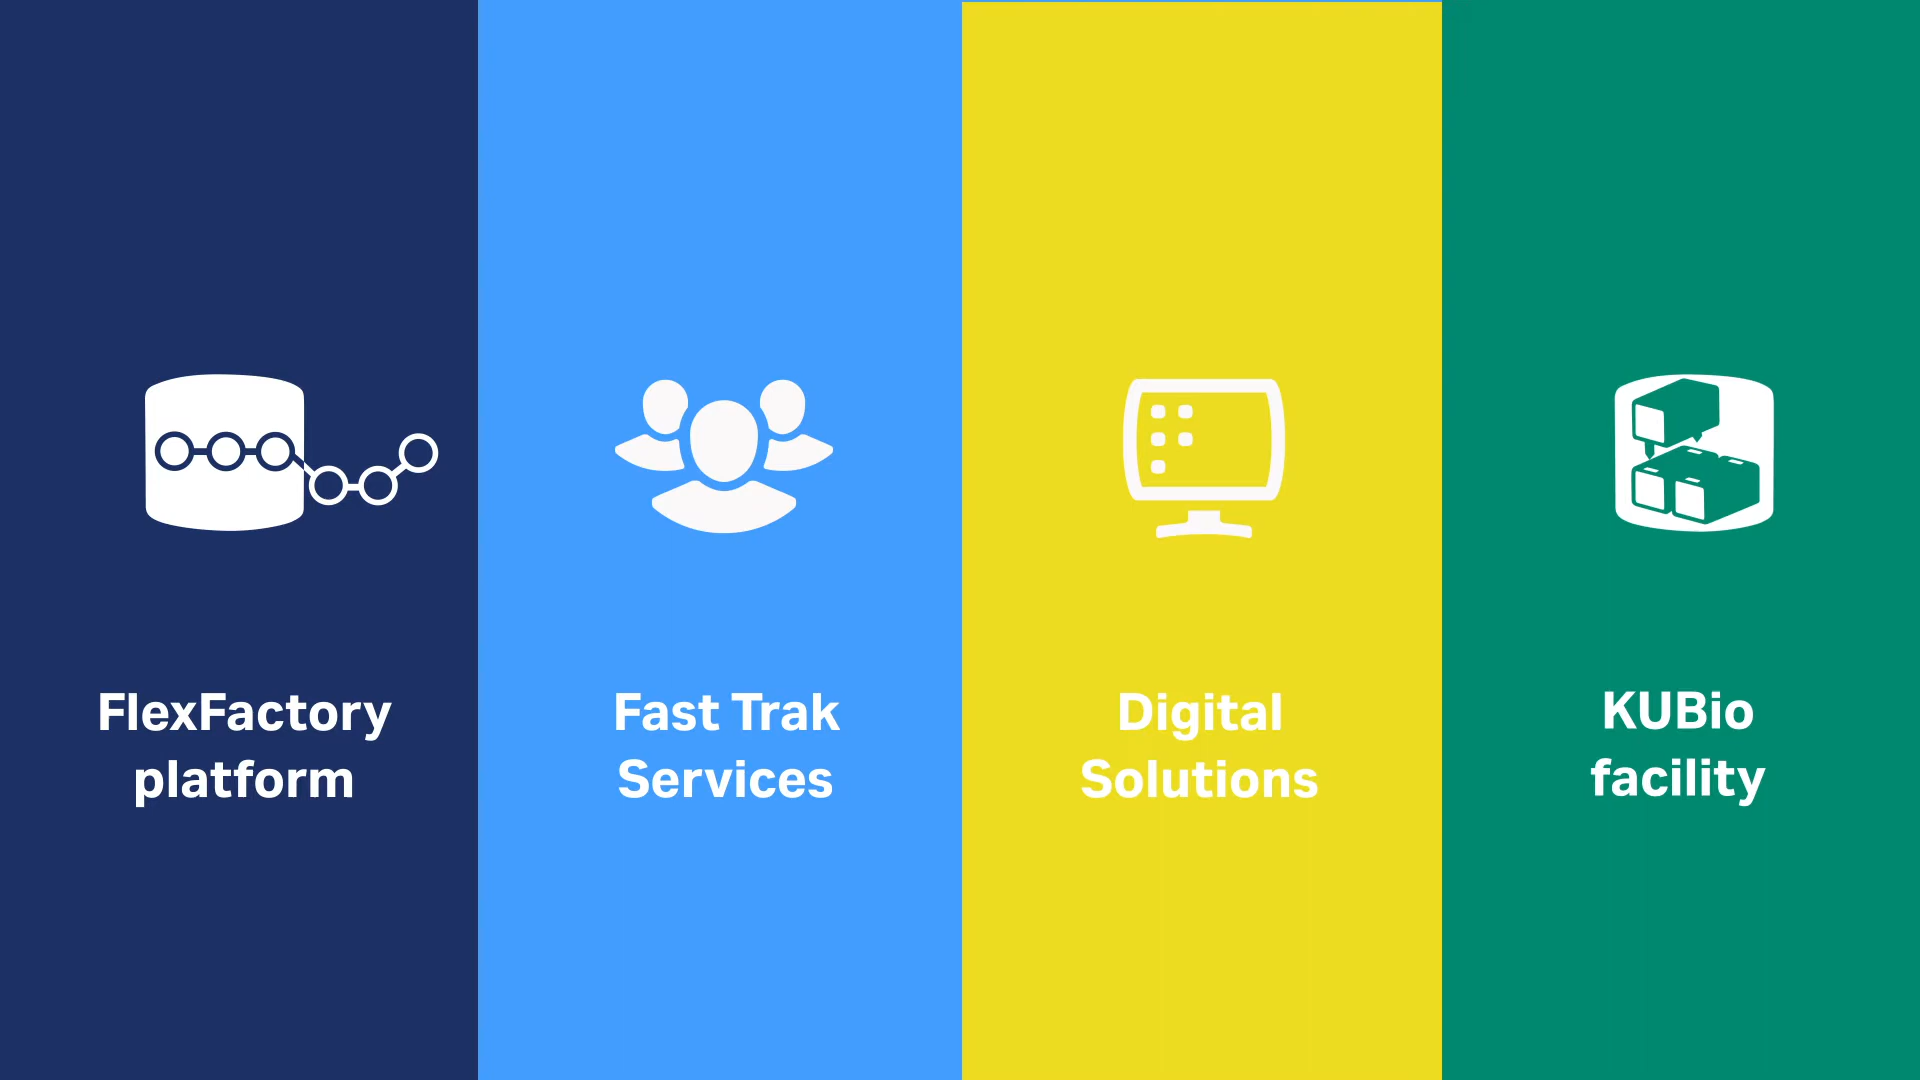 FlexFactory
platform
Fast Trak
Services
Digital
Solutions
KUBio
facility